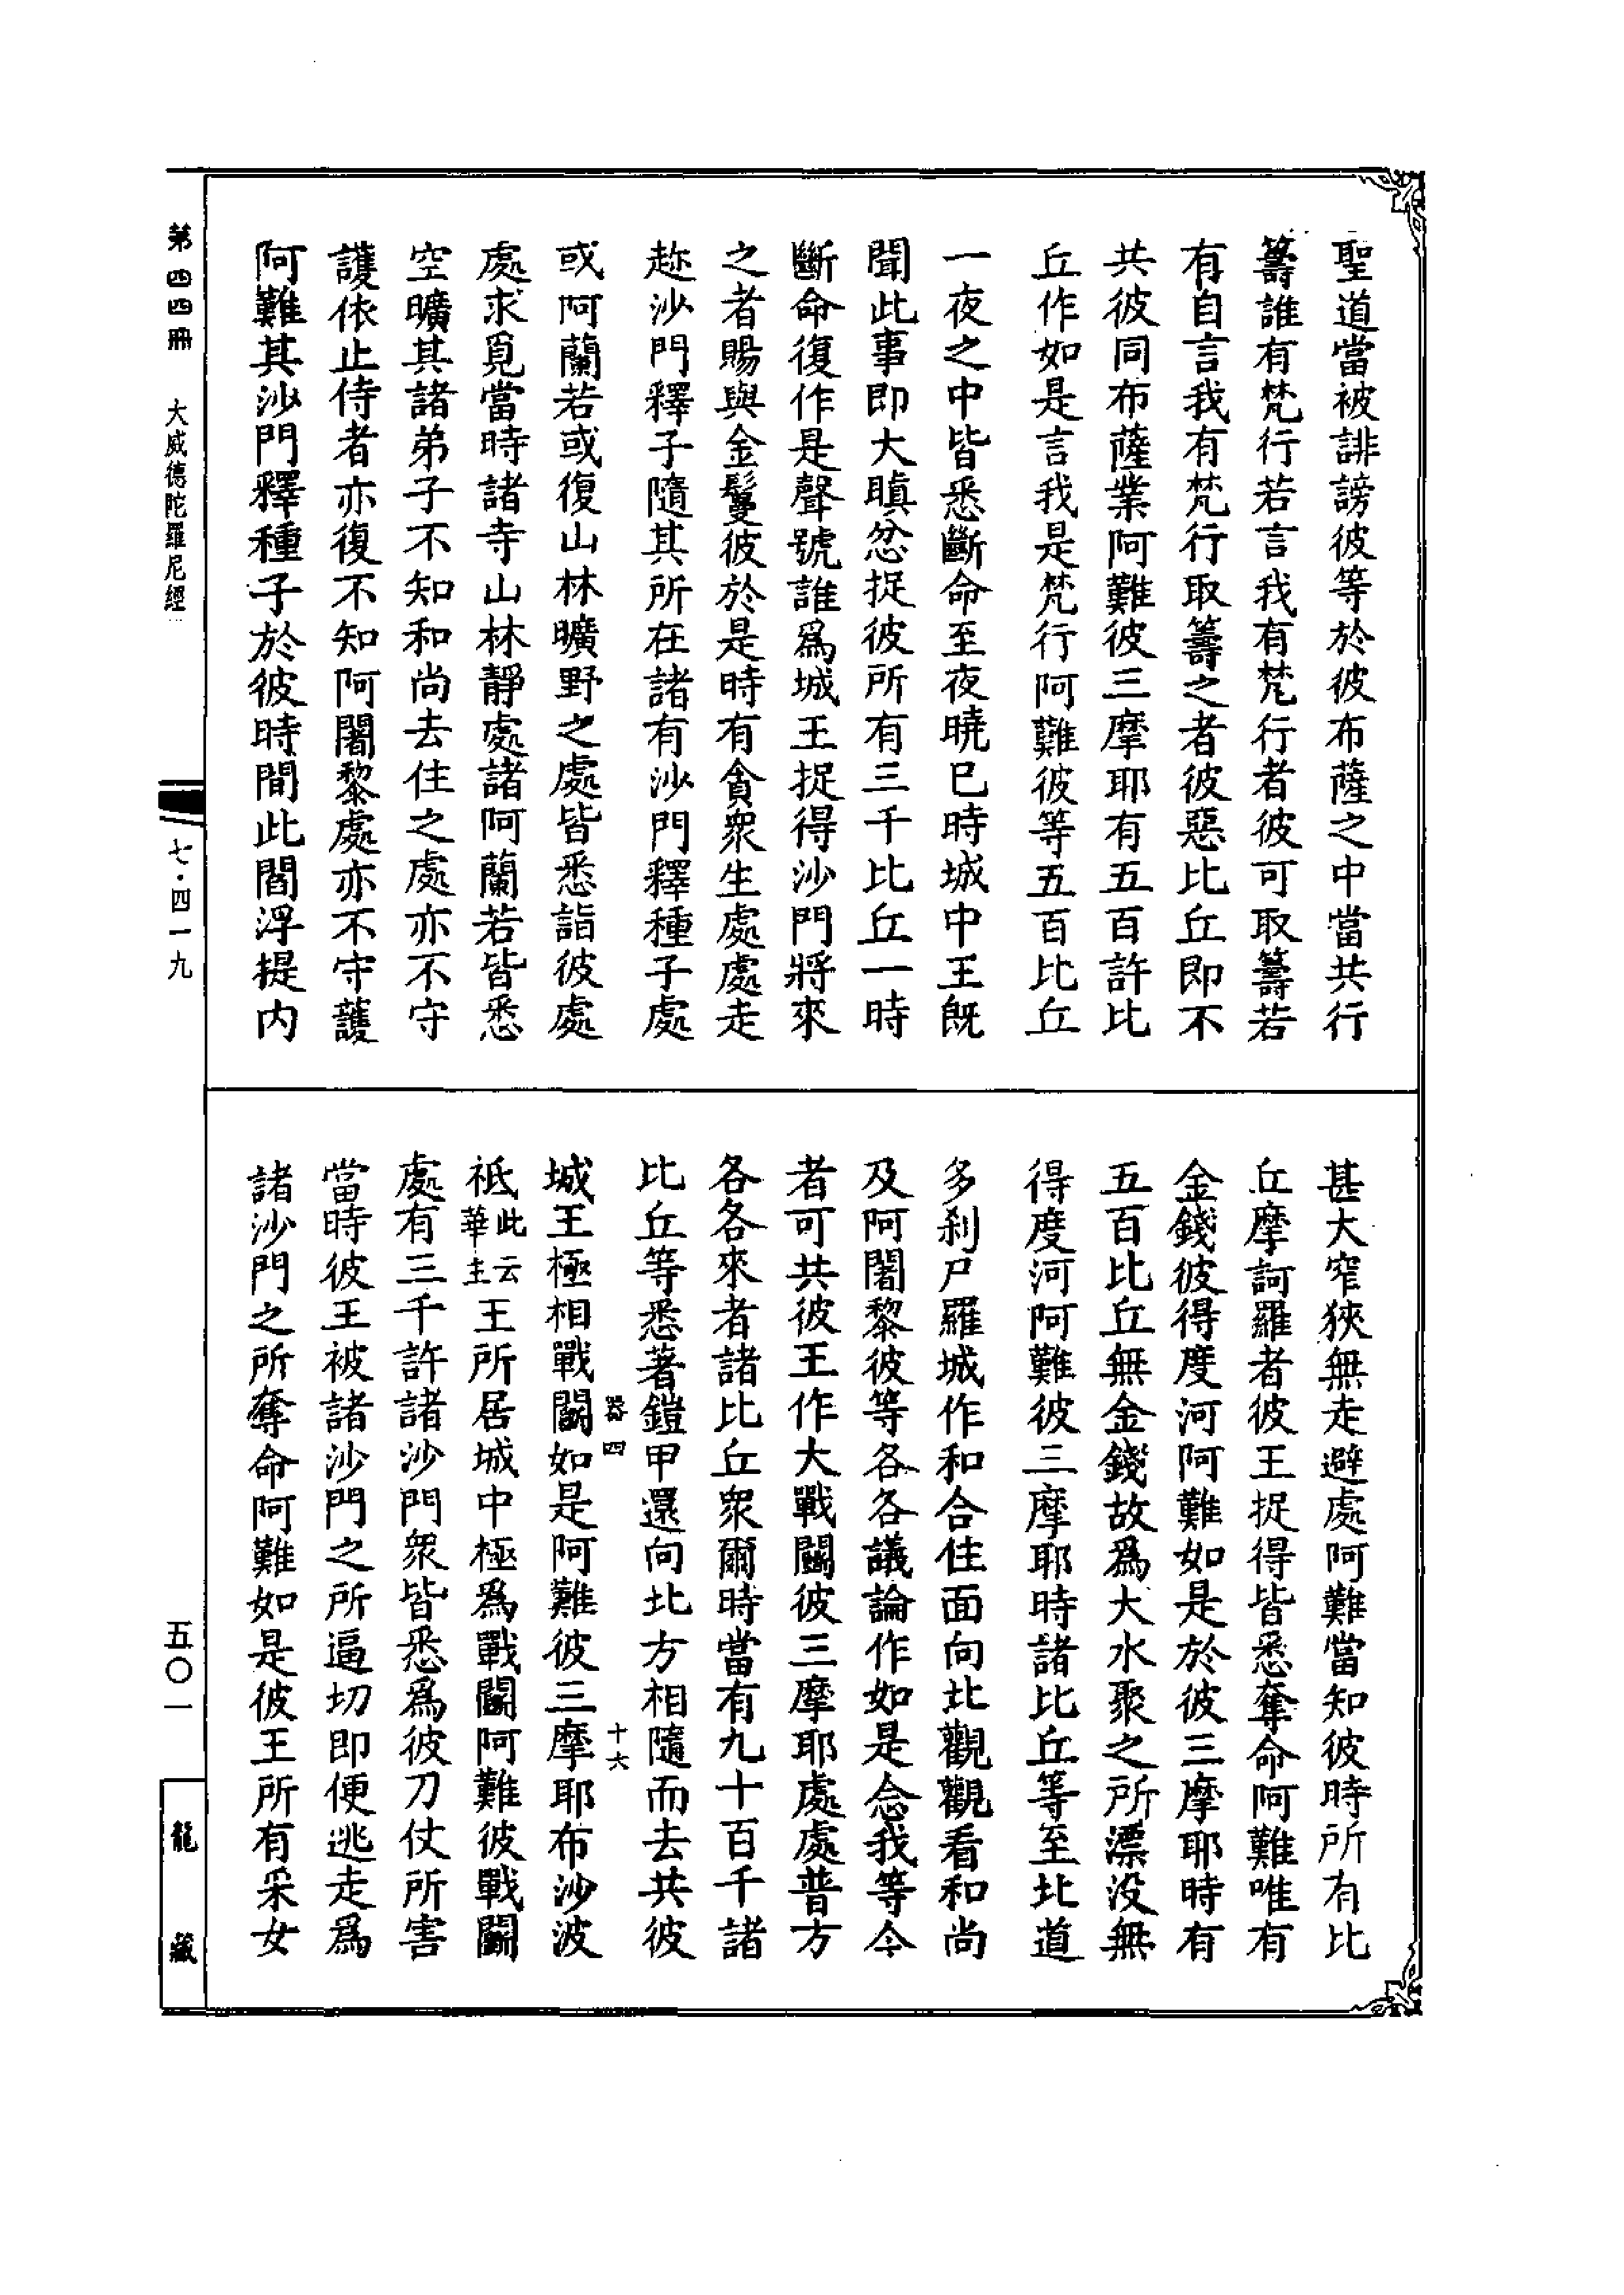 聖道當被誹謗彼等於彼布薩之中當共行
籌誰有梵行若言我有梵行者彼可取籌若
有自言我有梵行取籌之者彼惡比丘即不
共彼同布薩業阿難彼三摩耶有五百許比
丘作如是言我是梵行阿難彼等五百比丘
一夜之中皆悉斷命至夜曉已時城中王既
聞此事即大瞋忿捉彼所有三千比丘一時
斷命復作是聲號誰爲城王捉得沙門將來
之者賜與金鬘彼於是時有貪衆生處處走
趂沙門釋子隨其所在諸有沙門釋種子處
或阿蘭若或復山林曠野之處皆悉詣彼處
處求覓當時諸寺山林靜處諸阿蘭若皆悉
空曠其諸弟子不知和尚去住之處亦不守
護依止侍者亦復不知阿闍黎處亦不守護
阿難其沙門釋種子於彼時間此閻浮提内
甚大窄狹無走避處阿難當知彼時所有比
丘摩訶羅者彼王捉得皆悉奪命阿難唯有
金錢彼得度河阿難如是於彼三摩耶時有
五百比丘無金錢故爲大水聚之所漂没無
得度河阿難彼三摩耶時諸比丘等至北道
多刹尸羅城作和合住面向北觀觀看和尚
及阿闍黎彼等各各議論作如是念我等今
者可共彼王作大戰鬭彼三摩耶處處普方
各各來者諸比丘衆爾時當有九十百千諸
比丘等悉著鎧甲還向北方相隨而去共彼
器四
十六
城王極相戰鬭如是阿難彼三摩耶布沙波
祇此云華主王所居城中極爲戰鬭阿難彼戰鬭
處有三千許諸沙門衆皆悉爲彼刀仗所害
當時彼王被諸沙門之所逼切即便逃走爲
諸沙門之所奪命阿難如是彼王所有采女
第四四冊 大威德陀羅尼經
七·四一九
五〇一
龍藏